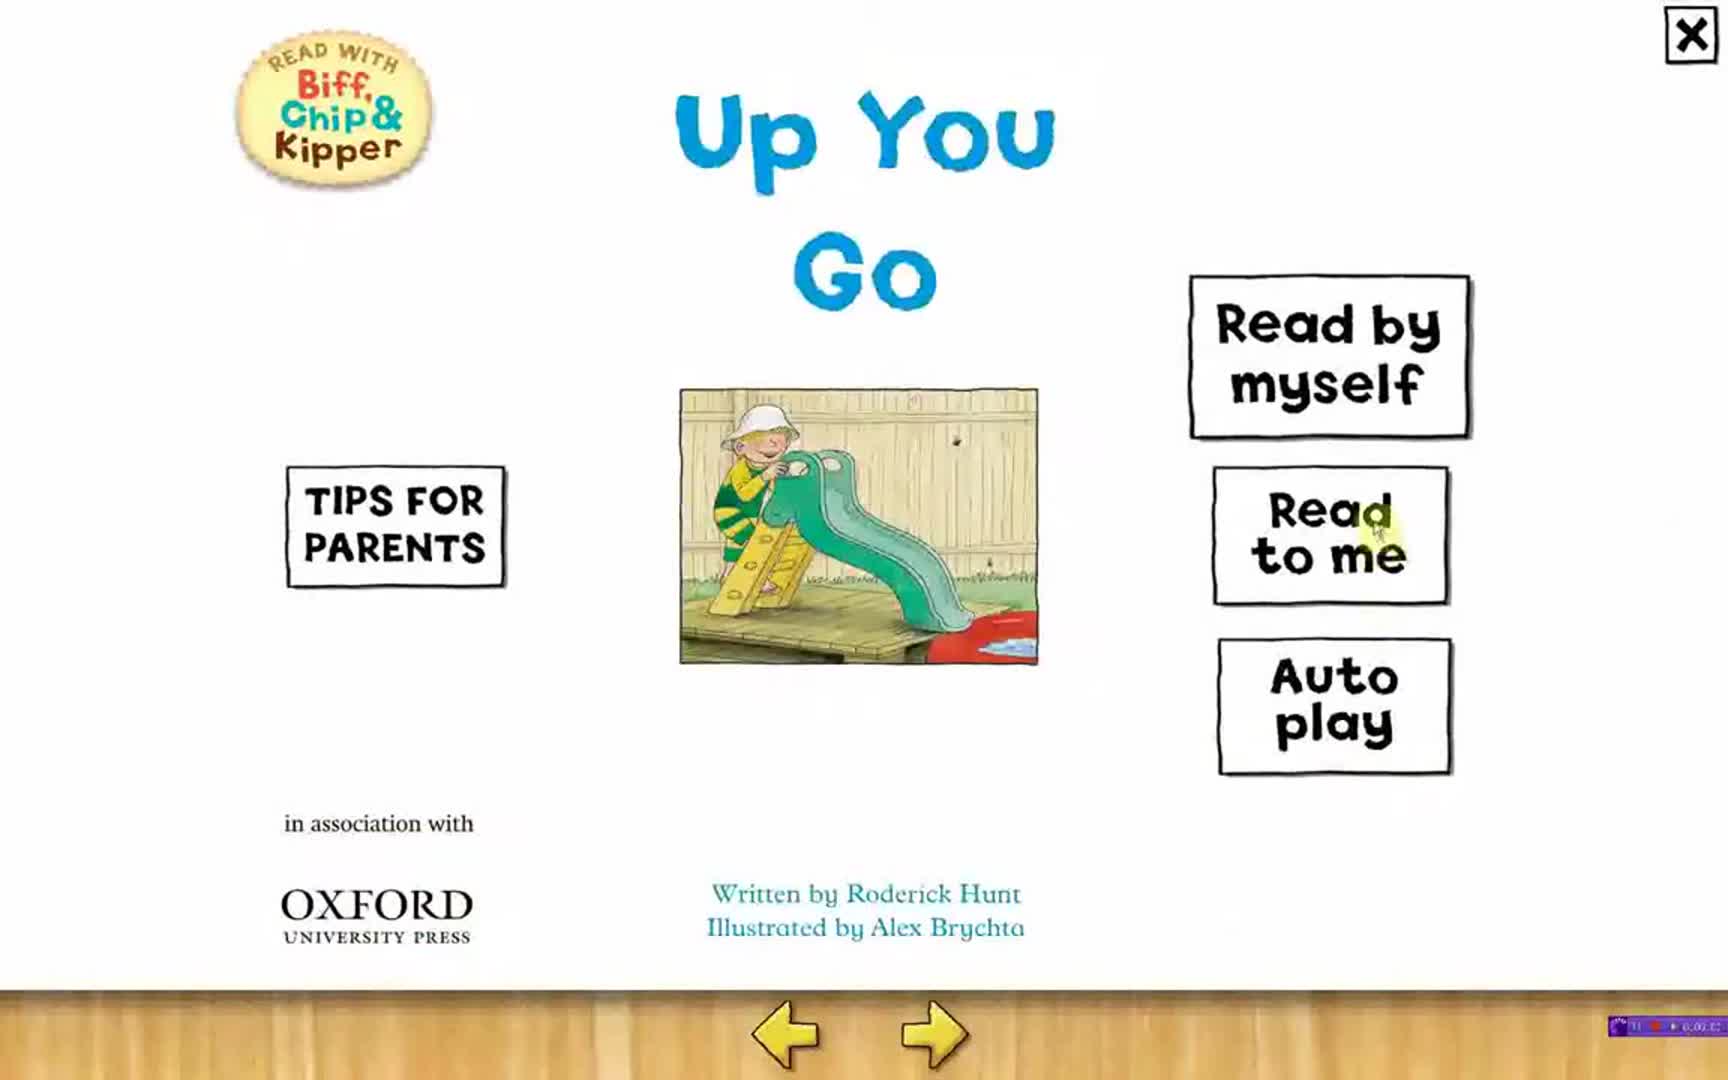 READ WITH
Biff,
Chip &
Kipper
Up You
Go
Read by
myself
Read
to me
Auto
play
TIPS FOR
PARENTS
in association with
OXFORD
UNIVERSITY PRESS
Written by Roderick Hunt
Illustrated by Alex Brychta